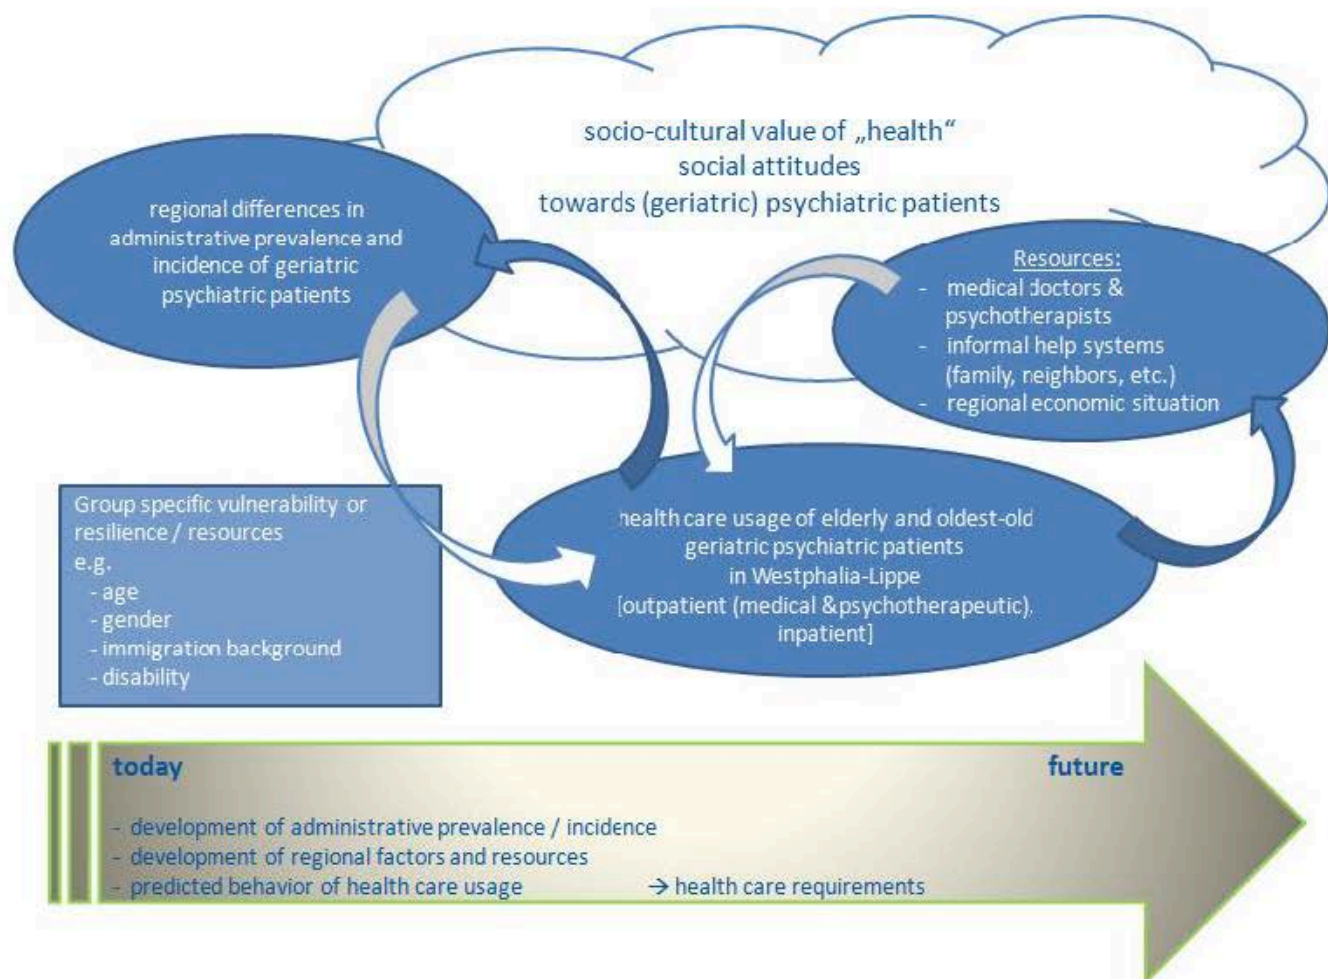 socio-cultural value of „health“
social attitudes
towards (geriatric) psychiatric patients
regional differences in
administrative prevalence and
incidence of geriatric
psychiatric patients
Resources:
- medical doctors &
psychotherapists
- informal help systems
(family, neighbors, etc.)
- regional economic situation
Group specific vulnerability or
resilience / resources
e.g.
- age
- gender
- immigration background
- disability
health care usage of elderly and oldest-old
geriatric psychiatric patients
in Westphalia-Lippe
[outpatient (medical &psychotherapeutic),
inpatient]
today future
- development of administrative prevalence / incidence
- development of regional factors and resources
- predicted behavior of health care usage → health care requirements